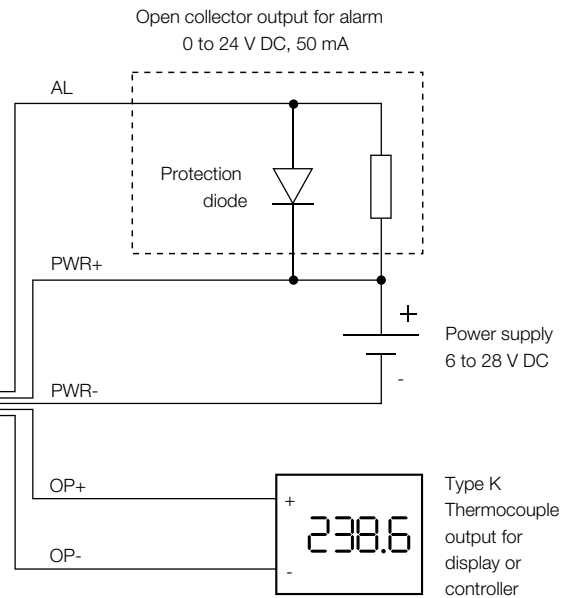 Open collector output for alarm
0 to 24 V DC, 50 mA
AL
Protection
diode
PWR+
+
Power supply
6 to 28 V DC
-
PWR-
OP+
+
238.6
Type K
Thermocouple
output for
display or
controller
OP-
-